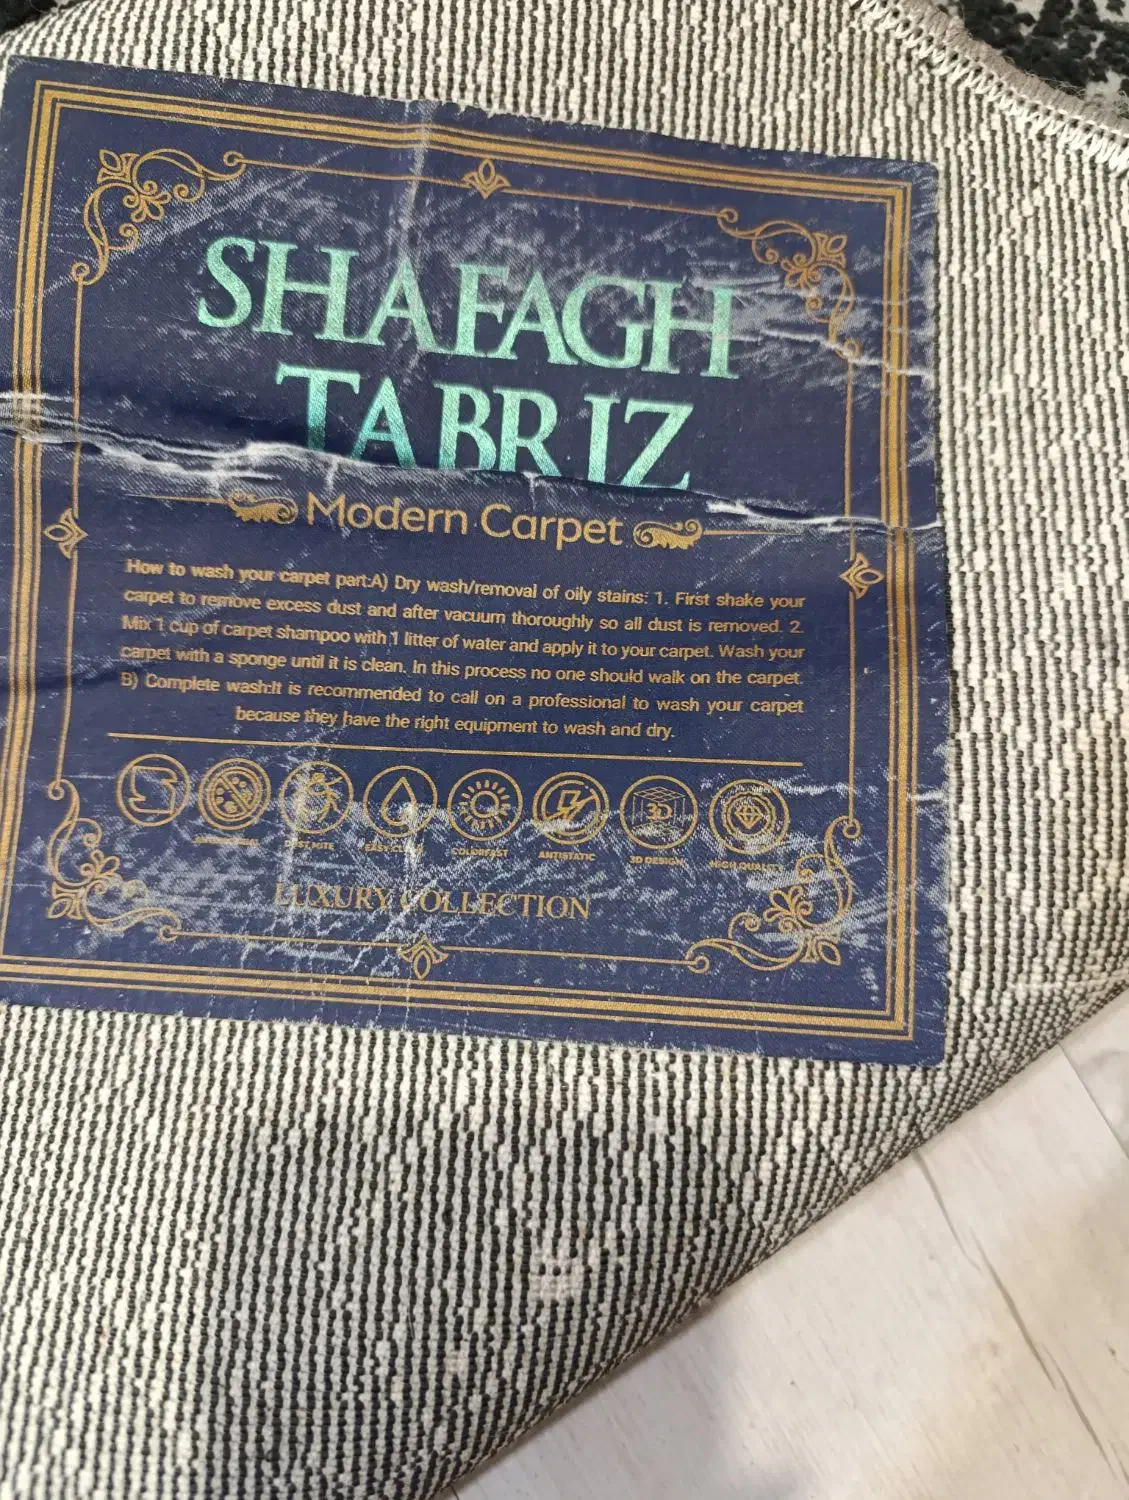 SHAFAGH
TABRIZ
Modern Carpet
How to wash your carpet part:A) Dry wash/removal of oily stains: 1. First shake your
carpet to remove excess dust and after vacuum thoroughly so all dust is removed. 2.
Mix 1 cup of carpet shampoo with 1 litter of water and apply it to your carpet. Wash your
carpet with a sponge until it is clean. In this process no one should walk on the carpet.
B) Complete wash:It is recommended to call on a professional to wash your carpet
because they have the right equipment to wash and dry.
3D
DUST MITE
EASY CLEAN
COLORFAST
ANTISTATIC
3D DESIGN
HIGH QUALITY
LUXURY COLLECTION